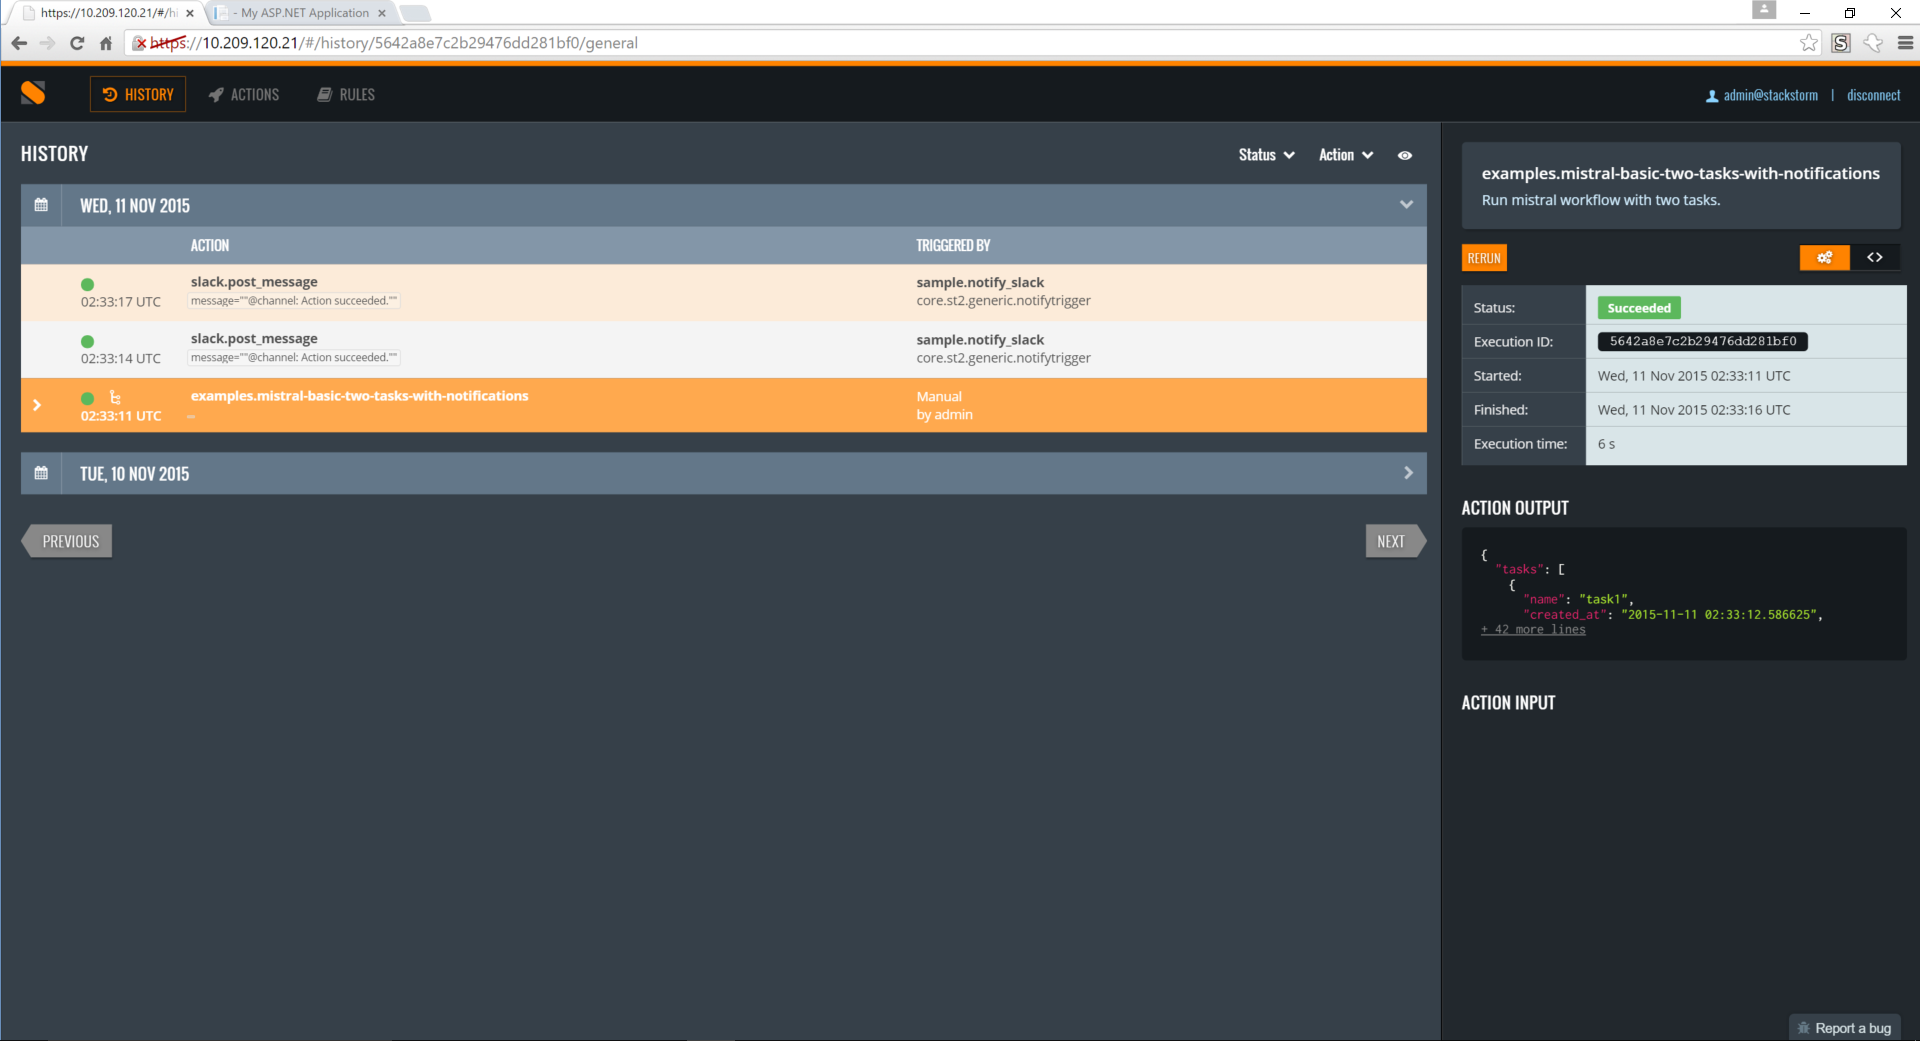 https://10.209.120.21/#/hi
- My ASP.NET Application
https://10.209.120.21/#/history/5642a8e7c2b29476dd281bf0/general
S
HISTORY
ACTIONS
RULES
admin@stackstorm | disconnect
HISTORY
Status
Action
WED, 11 NOV 2015
ACTION
TRIGGERED BY
02:33:17 UTC
slack.post_message
message=""@channel: Action succeeded.""
sample.notify_slack
core.st2.generic.notifytrigger
02:33:14 UTC
slack.post_message
message=""@channel: Action succeeded.""
sample.notify_slack
core.st2.generic.notifytrigger
02:33:11 UTC
examples.mistral-basic-two-tasks-with-notifications
Manual
by admin
TUE, 10 NOV 2015
PREVIOUS
NEXT
examples.mistral-basic-two-tasks-with-notifications
Run mistral workflow with two tasks.
RERUN
<>
Status: Succeeded
Execution ID: 5642a8e7c2b29476dd281bf0
Started: Wed, 11 Nov 2015 02:33:11 UTC
Finished: Wed, 11 Nov 2015 02:33:16 UTC
Execution time: 6 s
ACTION OUTPUT
{
"tasks": [
{
"name": "task1",
"created_at": "2015-11-11 02:33:12.586625",
+ 42 more lines
ACTION INPUT
Report a bug